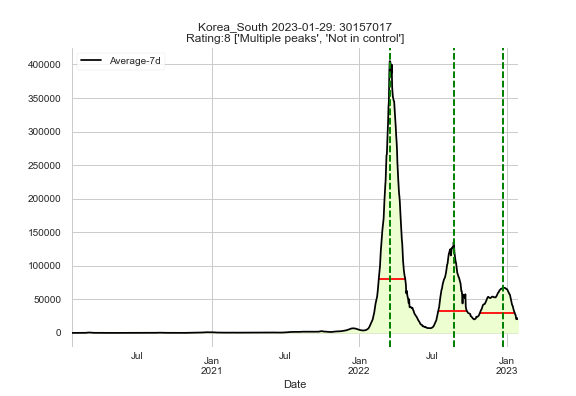 Korea_South 2023-01-29: 30157017
Rating:8 ['Multiple peaks', 'Not in control']
Average-7d
400000
350000
300000
250000
200000
150000
100000
50000
0
Jul
Jan
2021
Jul
Jan
2022
Jul
Jan
2023
Date